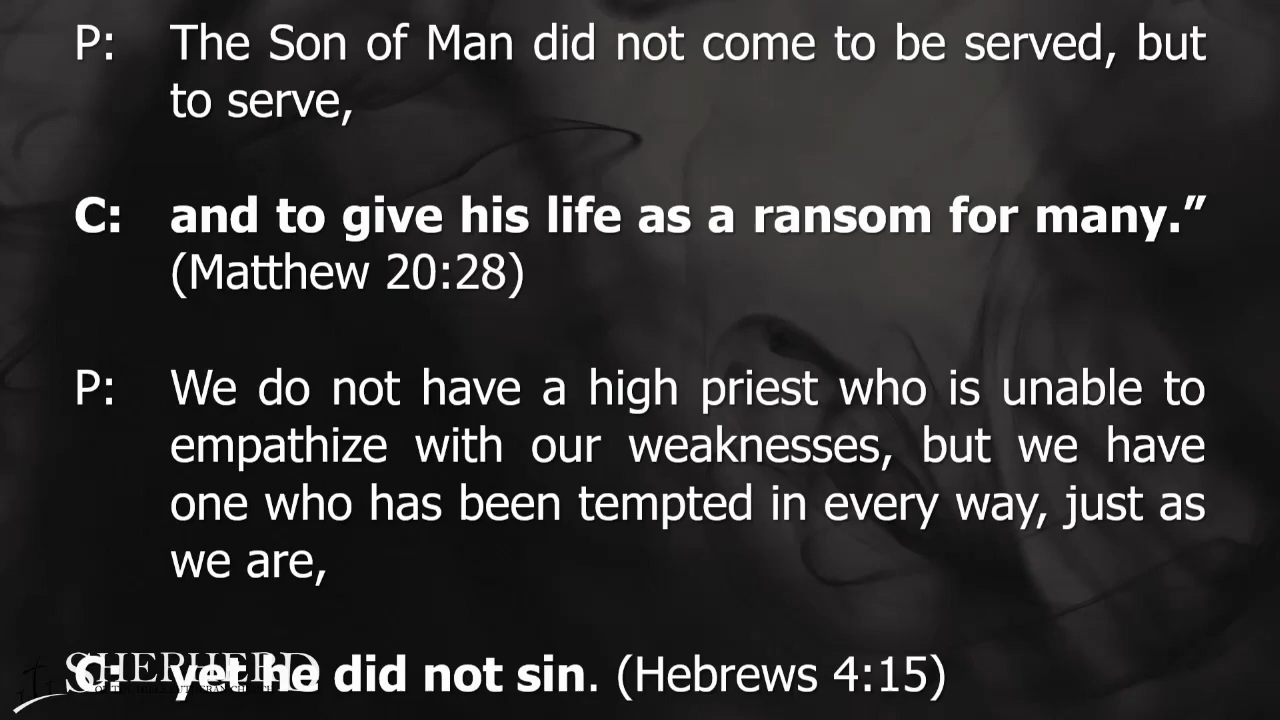 P: The Son of Man did not come to be served, but
to serve,
C: and to give his life as a ransom for many.”
(Matthew 20:28)
P: We do not have a high priest who is unable to
empathize with our weaknesses, but we have
one who has been tempted in every way, just as
we are,
C: yet he did not sin. (Hebrews 4:15)
SHEPHERD